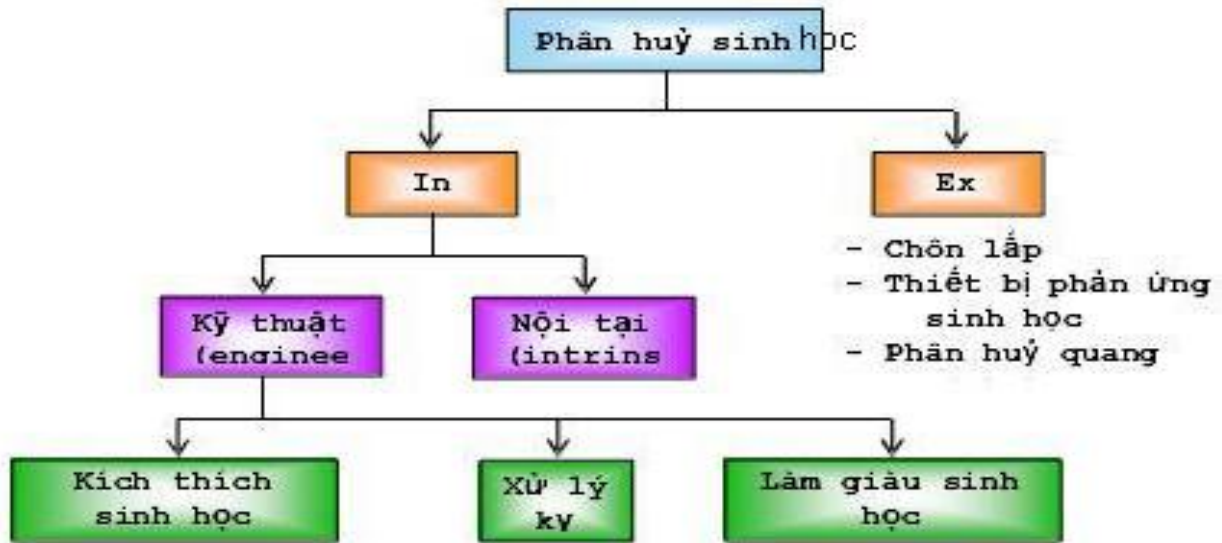 Phân huỷ sinh học
In
Ex
- Chôn lấp
- Thiết bị phản ứng
sinh học
- Phân huỷ quang
Kỹ thuật
(enginee
Nội tại
(intrins
Kích thích
sinh học
Xử lý
kỵ
Làm giàu sinh
học